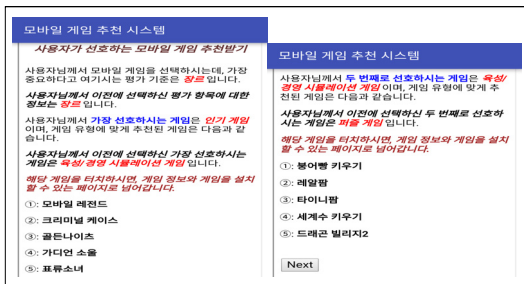 모바일 게임 추천 시스템
사용자가 선호하는 모바일 게임 추천받기
사용자님께서 모바일 게임을 선택하시는데, 가장
중요하다고 여기시는 평가 기준은 장르 입니다.
사용자님께서 이전에 선택하신 평가 항목에 대한
정보는 장르 입니다.
사용자님께서 가장 선호하시는 게임은 인기 게임
이며, 게임 유형에 맞게 추천된 게임은 다음과 같
습니다.
사용자님께서 이전에 선택하신 가장 선호하시는
게임은 육성/경영 시뮬레이션 게임 입니다.
해당 게임을 터치하시면, 게임 정보와 게임을 설치
할 수 있는 페이지로 넘어갑니다.
①: 모바일 레전드
②: 크리미널 케이스
③: 골든나이츠
④: 가디언 소울
⑤: 표류소녀
모바일 게임 추천 시스템
사용자님께서 두 번째로 선호하시는 게임은 육성/
경영 시뮬레이션 게임 이며, 게임 유형에 맞게 추
천된 게임은 다음과 같습니다.
사용자님께서 이전에 선택하신 두 번째로 선호하
시는 게임은 퍼즐 게임 입니다.
해당 게임을 터치하시면, 게임 정보와 게임을 설치
할 수 있는 페이지로 넘어갑니다.
①: 붕어빵 키우기
②: 레알팜
③: 타이니팜
④: 세계수 키우기
⑤: 드래곤 빌리지2
Next